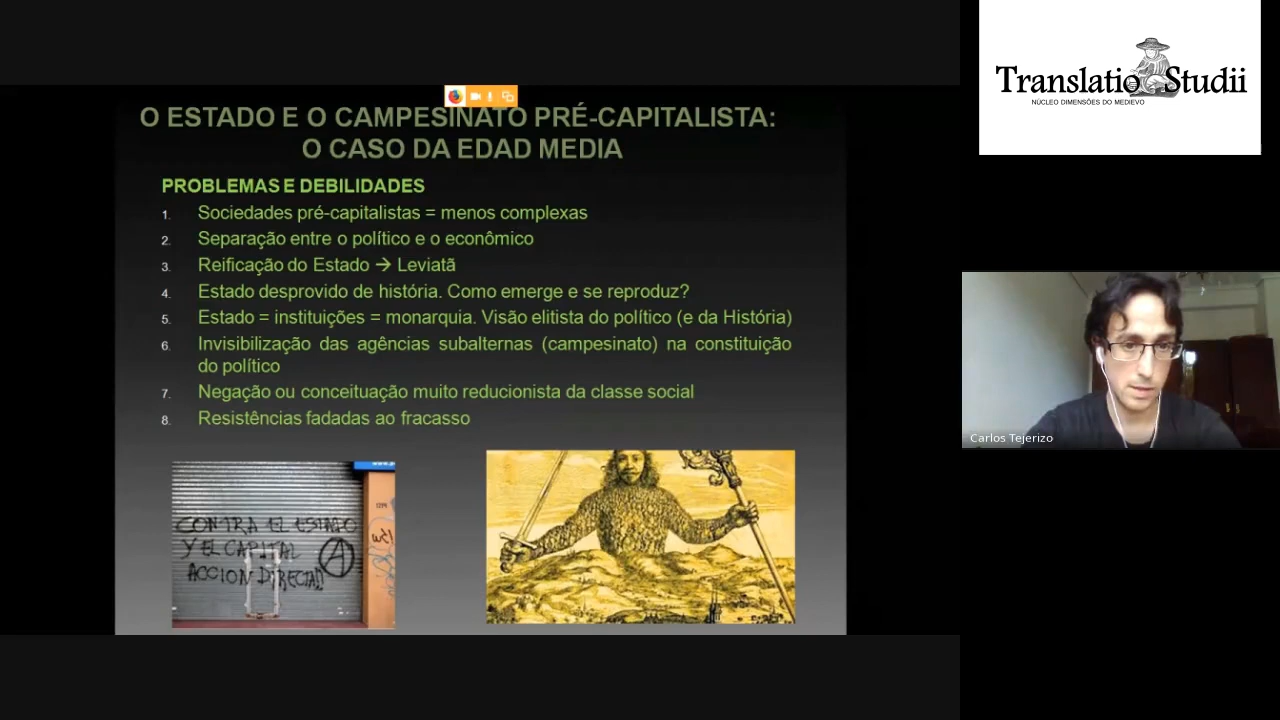 O ESTADO E O CAMPESINATO PRÉ-CAPITALISTA:
O CASO DA EDAD MEDIA
PROBLEMAS E DEBILIDADES
1. Sociedades pré-capitalistas = menos complexas
2. Separação entre o político e o econômico
3. Reificação do Estado → Leviatã
4. Estado desprovido de história. Como emerge e se reproduz?
5. Estado = instituições = monarquia. Visão elitista do político (e da História)
6. Invisibilização das agências subalternas (campesinato) na constituição
do político
7. Negação ou conceituação muito reducionista da classe social
8. Resistências fadadas ao fracasso
CONTRA EL ESTADO
Y EL CAPITAL
ACCION DIRECTA!!
Translatio Studii
NÚCLEO DIMENSÕES DO MEDIEVO
Carlos Tejerizo